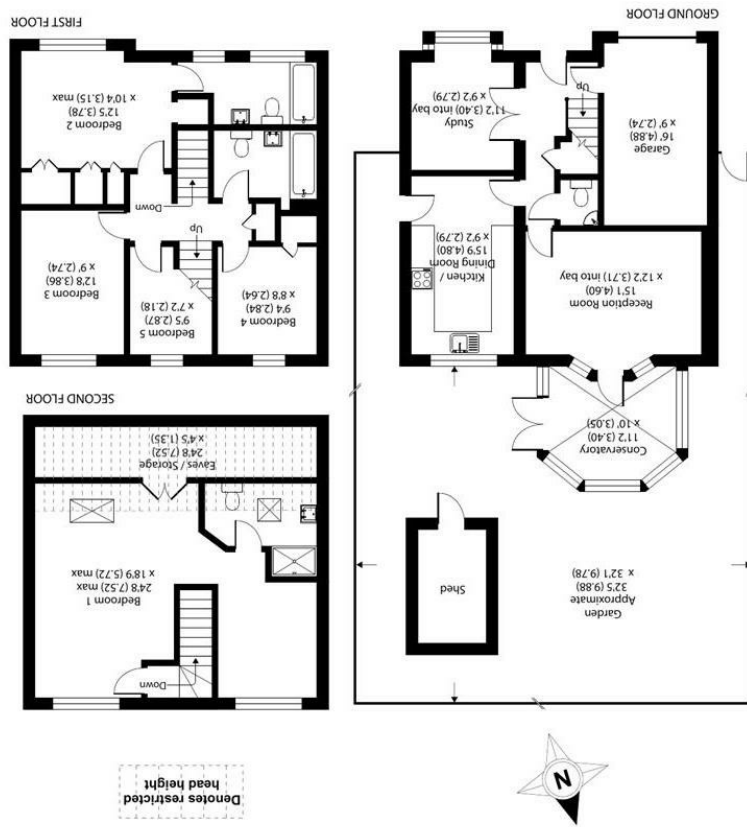 N
Denotes restricted
head height
Garden
Approximate
32'5 (9.88)
x 32'1 (9.78)
Shed
Conservatory
11'2 (3.40)
x 10' (3.05)
Reception Room
15'1 (4.60)
x 12'2 (3.71) into bay
Kitchen /
Dining Room
15'9 (4.80)
x 9'2 (2.79)
Garage
16' (4.88)
x 9' (2.74)
Up
Study
11'2 (3.40) into bay
x 9'2 (2.79)
GROUND FLOOR
Down
Bedroom 1
24'8 (7.52) max
x 18'9 (5.72) max
Eaves / Storage
24'8 (7.52)
x 4'5 (1.35)
SECOND FLOOR
Bedroom 4
9'4 (2.84)
x 8'8 (2.64)
Bedroom 5
9'5 (2.87)
x 7'2 (2.18)
Bedroom 3
12'8 (3.86)
x 9' (2.74)
Up
Down
Bedroom 2
12'5 (3.78)
x 10'4 (3.15) max
FIRST FLOOR